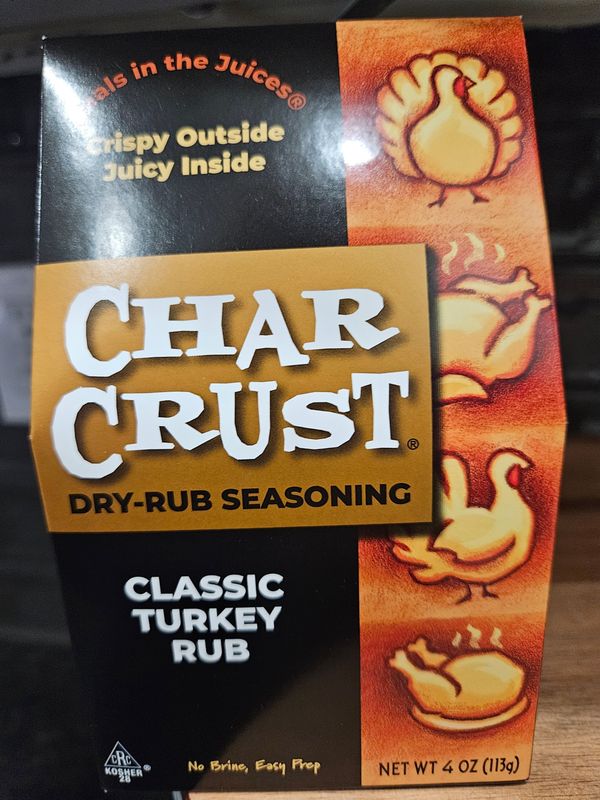 in the Juices®
Crispy Outside
Juicy Inside
CHAR
CRUST®
DRY-RUB SEASONING
CLASSIC
TURKEY
RUB
cRc®
KOSHER
28
No Brine, Easy Prep
NET WT 4 OZ (113g)